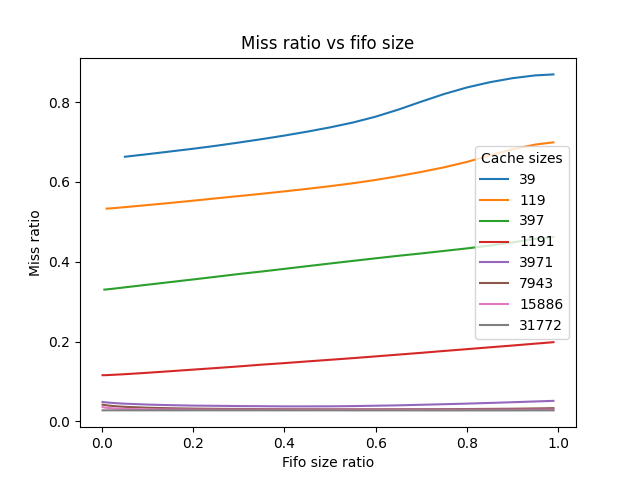 Miss ratio vs fifo size
Miss ratio
0.8
0.6
0.4
0.2
0.0
Cache sizes
39
119
397
1191
3971
7943
15886
31772
0.0 0.2 0.4 0.6 0.8 1.0
Fifo size ratio